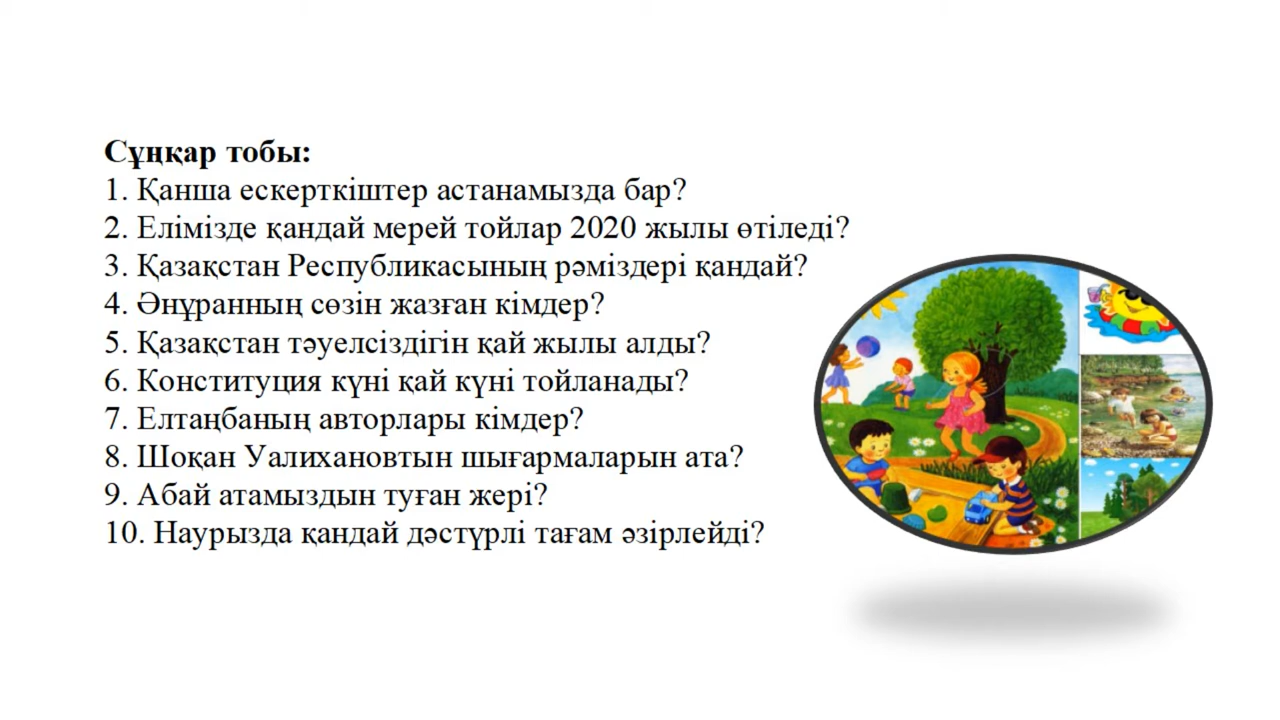 Сұңқар тобы:
1. Қанша ескерткіштер астанамызда бар?
2. Елімізде қандай мерей тойлар 2020 жылы өтіледі?
3. Қазақстан Республикасының рәміздері қандай?
4. Әнұранның сөзін жазған кімдер?
5. Қазақстан тәуелсіздігін қай жылы алды?
6. Конституция күні қай күні тойланады?
7. Елтаңбаның авторлары кімдер?
8. Шоқан Уалихановтын шығармаларын ата?
9. Абай атамыздын туған жері?
10. Наурызда қандай дәстүрлі тағам әзірлейді?